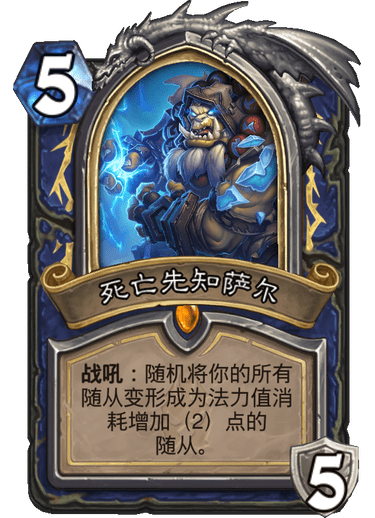 5
死亡先知萨尔
战吼：随机将你的所有
随从变形成为法力值消
耗增加（2）点的
随从。
5